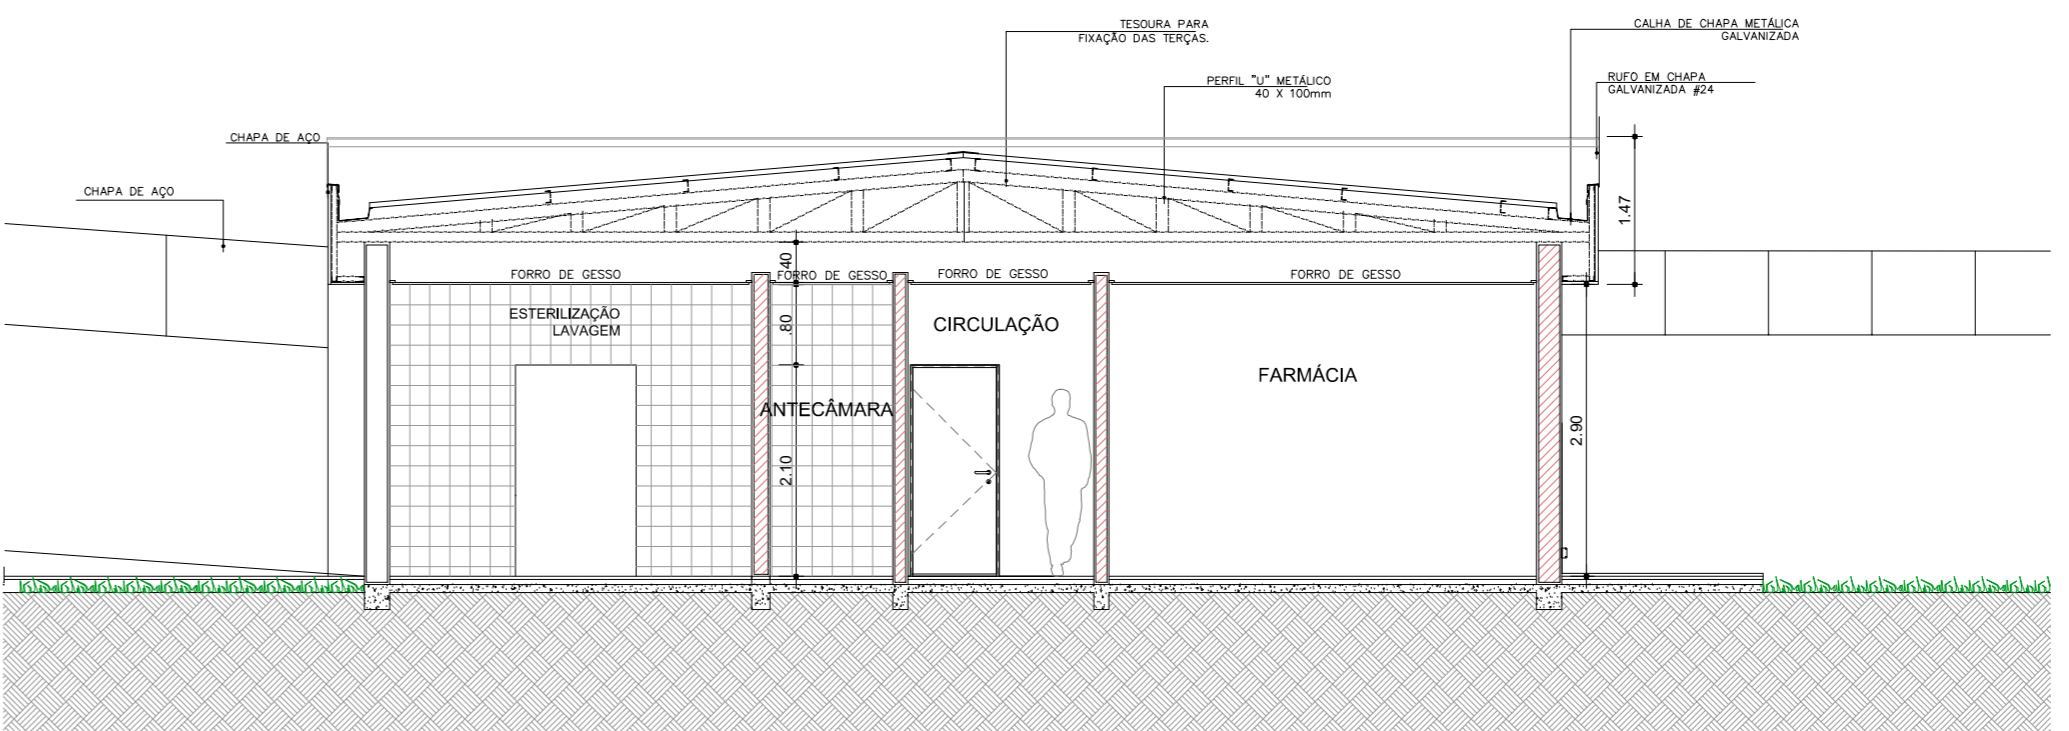 TESOURA PARA
FIXAÇÃO DAS TERÇAS.
CALHA DE CHAPA METÁLICA
GALVANIZADA
PERFIL "U" METÁLICO
40 X 100mm
RUFO EM CHAPA
GALVANIZADA #24
CHAPA DE AÇO
CHAPA DE AÇO
1.47
.40
FORRO DE GESSO
FORRO DE GESSO
FORRO DE GESSO
FORRO DE GESSO
ESTERILIZAÇÃO
LAVAGEM
.80
CIRCULAÇÃO
FARMÁCIA
ANTECÂMARA
2.90
2.10